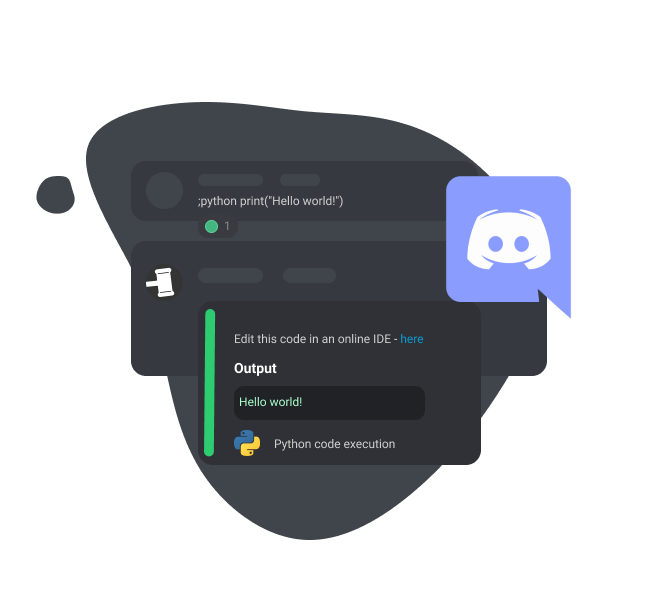 ;python print("Hello world!")
1
Edit this code in an online IDE - here
Output
Hello world!
Python code execution